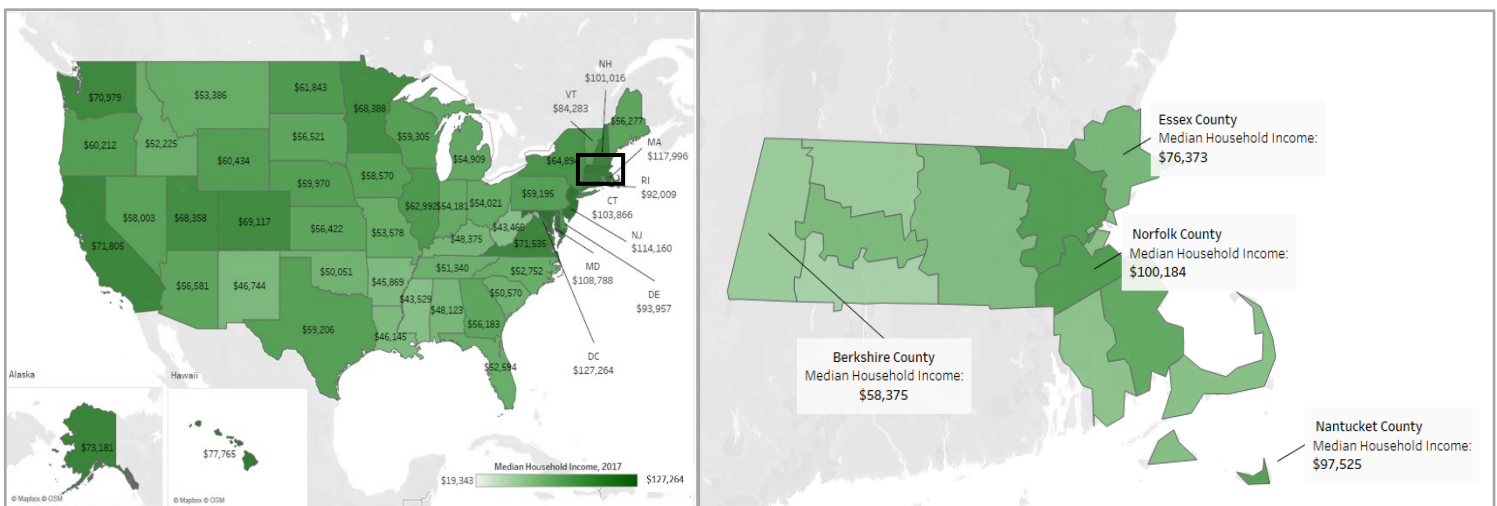 NH
$101,016
VT
$84,283
$70,979
$53,386
$61,843
$68,388
$56,277
$60,212
$52,225
$56,521
$59,305
$54,909
$64,894
MA
$117,996
$60,434
$58,570
RI
$92,009
$59,970
$59,195
CT
$103,866
$58,003
$68,358
$69,117
$62,992
$54,181
$54,021
$71,805
$56,422
$53,578
$48,375
$43,469
$71,535
NJ
$114,160
$51,340
$52,752
MD
$108,788
$56,581
$46,744
$50,051
$45,869
$50,570
DE
$93,957
$43,529
$48,123
$56,183
$59,206
$46,145
$52,594
DC
$127,264
Alaska
Hawaii
$73,181
$77,765
© Mapbox © OSM
© Mapbox © OSM
Median Household Income, 2017
$19,343
$127,264
Essex County
Median Household Income:
$76,373
Norfolk County
Median Household Income:
$100,184
Berkshire County
Median Household Income:
$58,375
Nantucket County
Median Household Income:
$97,525